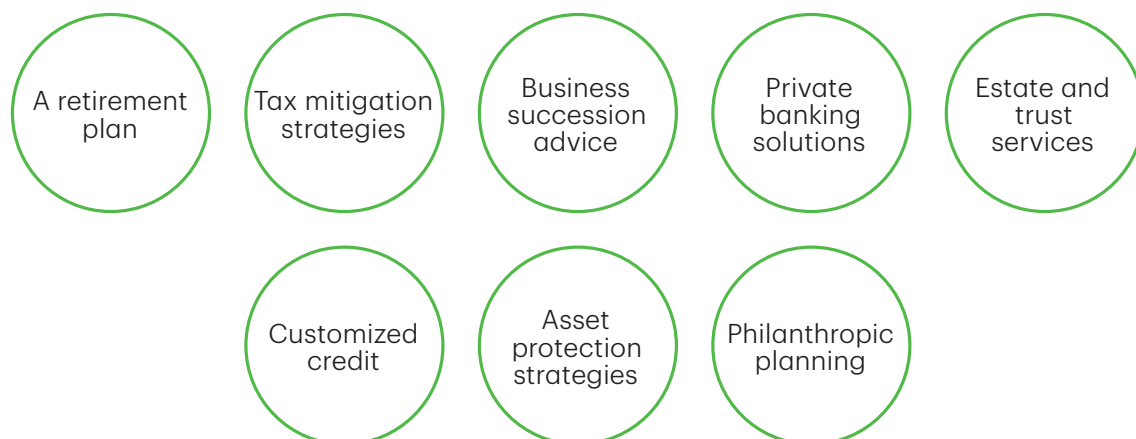 A retirement
plan
Tax mitigation
strategies
Business
succession
advice
Private
banking
solutions
Estate and
trust
services
Customized
credit
Asset
protection
strategies
Philanthropic
planning